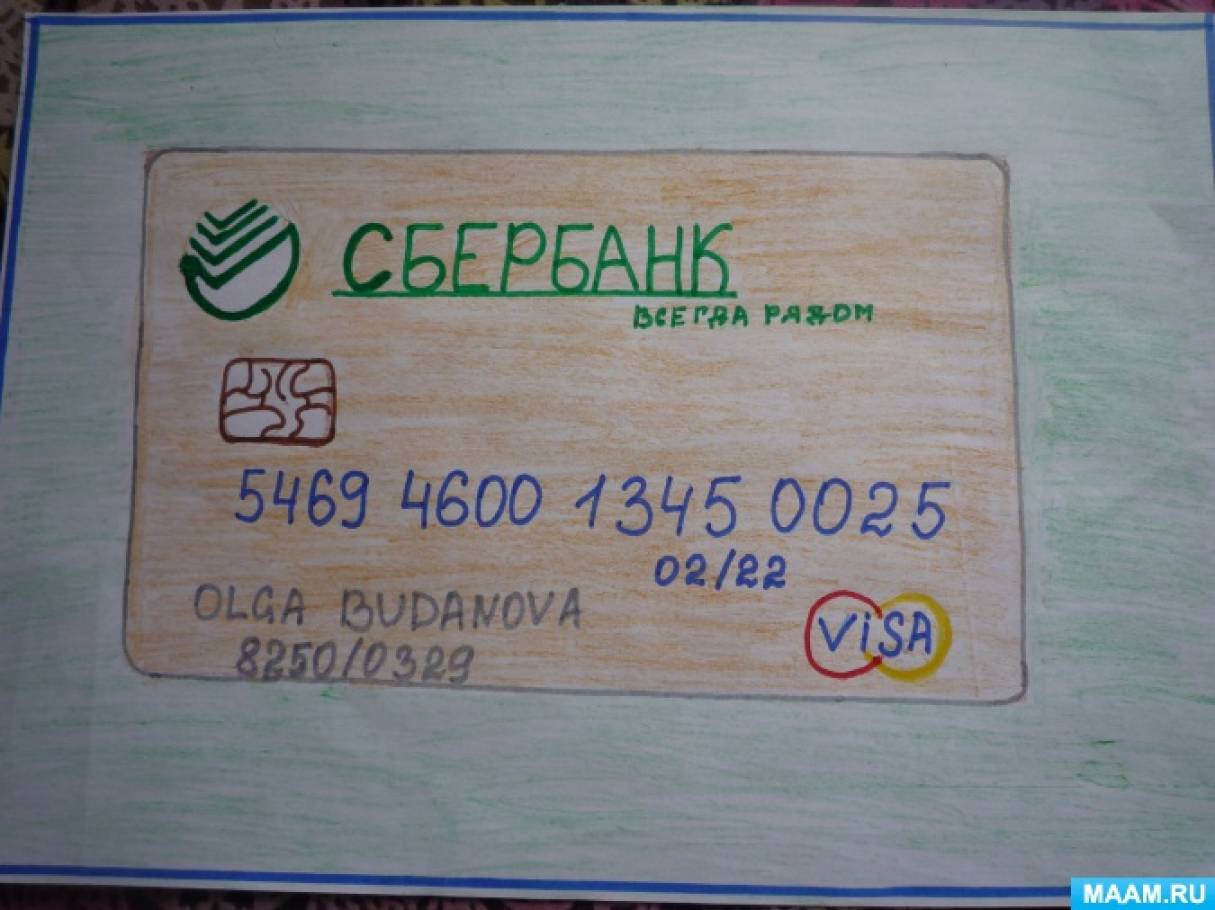 СБЕРБАНК
ВСЕГДА РЯДОМ
5469 4600 1345 0025
02/22
OLGA BUDANOVA
8250/0329
ViSA
MAAM.RU